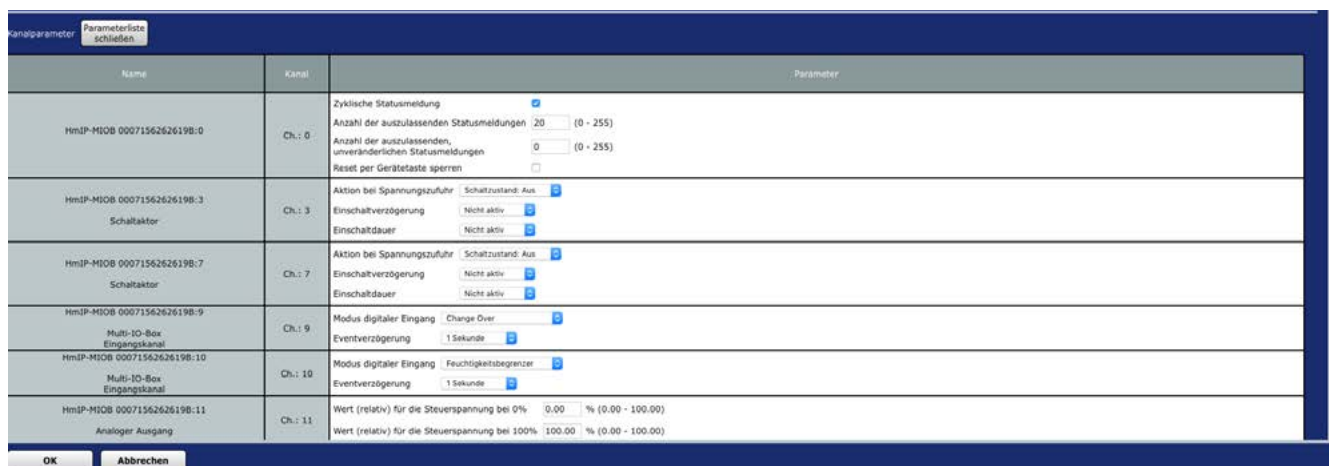 Kanalparameter
Parameterliste
schließen
Name
Kanal
Parameter
HmIP-MIOB 0007156262619B:0
Ch.: 0
Zyklische Statusmeldung
Anzahl der auszulassenden Statusmeldungen 20 (0 - 255)
Anzahl der auszulassenden,
unveränderlichen Statusmeldungen 0 (0 - 255)
Reset per Gerätetaste sperren
HmIP-MIOB 0007156262619B:3
Schaltaktor
Ch.: 3
Aktion bei Spannungszufuhr Schaltzustand: Aus
Einschaltverzögerung Nicht aktiv
Einschaltdauer Nicht aktiv
HmIP-MIOB 0007156262619B:7
Schaltaktor
Ch.: 7
Aktion bei Spannungszufuhr Schaltzustand: Aus
Einschaltverzögerung Nicht aktiv
Einschaltdauer Nicht aktiv
HmIP-MIOB 0007156262619B:9
Multi-IO-Box
Eingangskanal
Ch.: 9
Modus digitaler Eingang Change Over
Eventverzögerung 1 Sekunde
HmIP-MIOB 0007156262619B:10
Multi-IO-Box
Eingangskanal
Ch.: 10
Modus digitaler Eingang Feuchtigkeitsbegrenzer
Eventverzögerung 1 Sekunde
HmIP-MIOB 0007156262619B:11
Analoger Ausgang
Ch.: 11
Wert (relativ) für die Steuerspannung bei 0% 0.00 % (0.00 - 100.00)
Wert (relativ) für die Steuerspannung bei 100% 100.00 % (0.00 - 100.00)
OK
Abbrechen